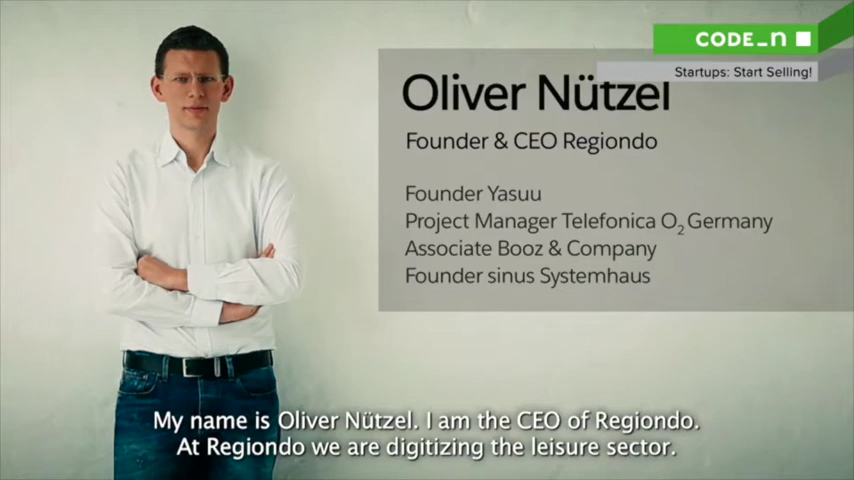 CODE_n
Startups: Start Selling!
Oliver Nützel
Founder & CEO Regiondo
Founder Yasuu
Project Manager Telefonica O2 Germany
Associate Booz & Company
Founder sinus Systemhaus
My name is Oliver Nützel. I am the CEO of Regiondo.
At Regiondo we are digitizing the leisure sector.